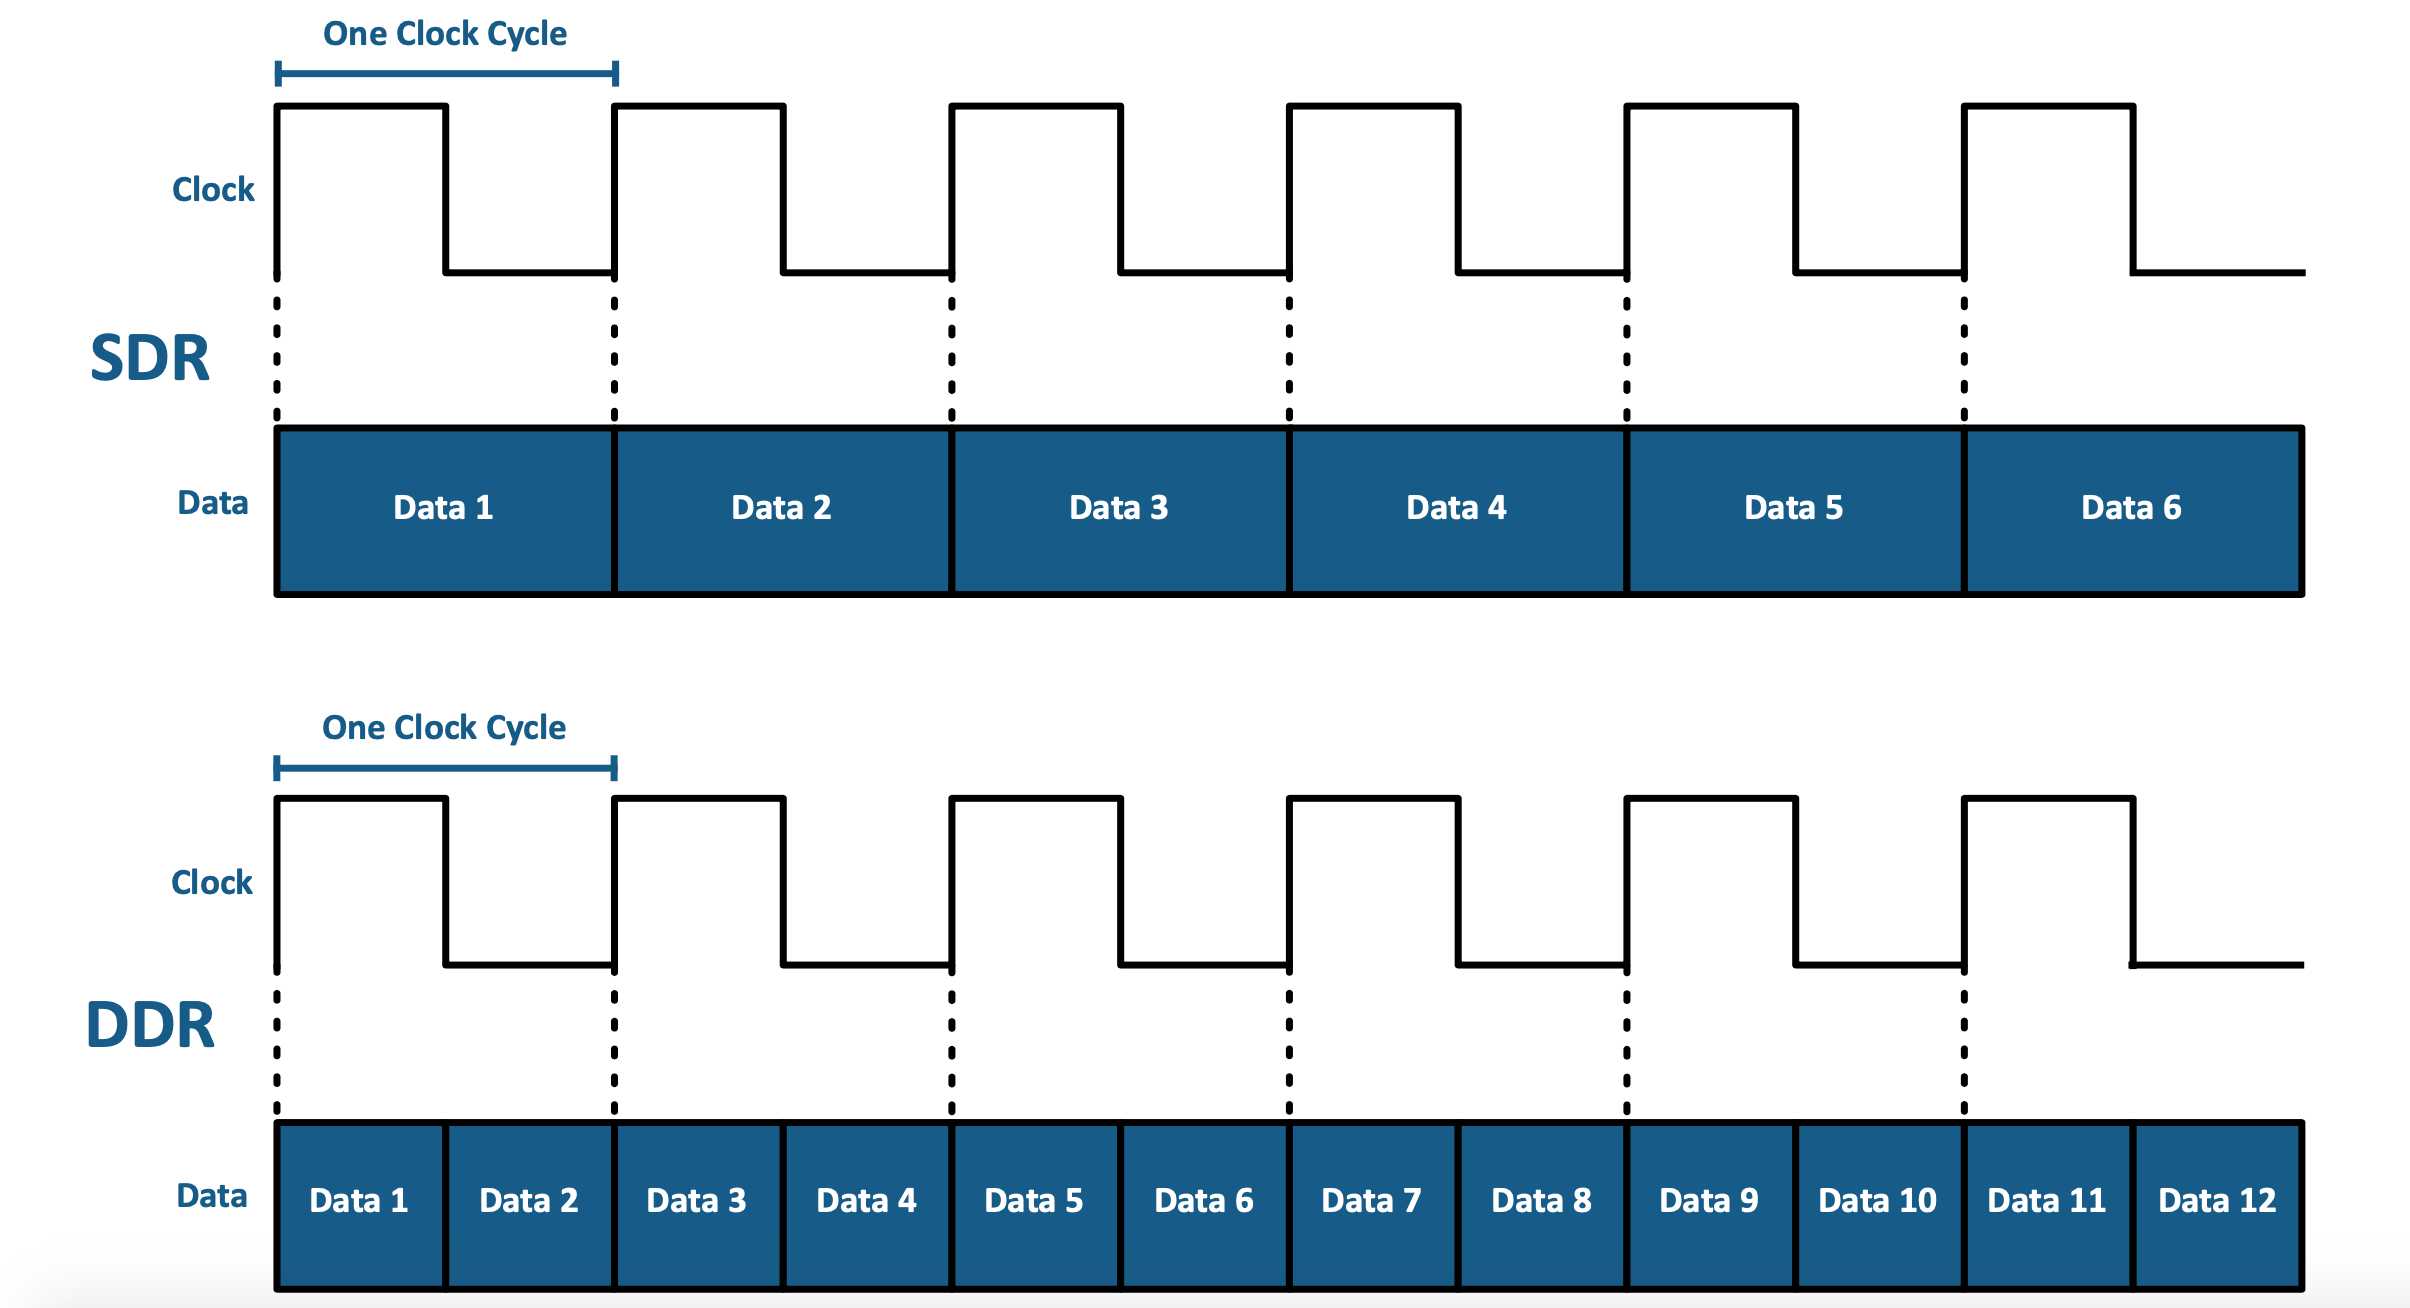 One Clock Cycle
Clock
SDR
Data
Data 1 Data 2 Data 3 Data 4 Data 5 Data 6
One Clock Cycle
Clock
DDR
Data
Data 1 Data 2 Data 3 Data 4 Data 5 Data 6 Data 7 Data 8 Data 9 Data 10 Data 11 Data 12